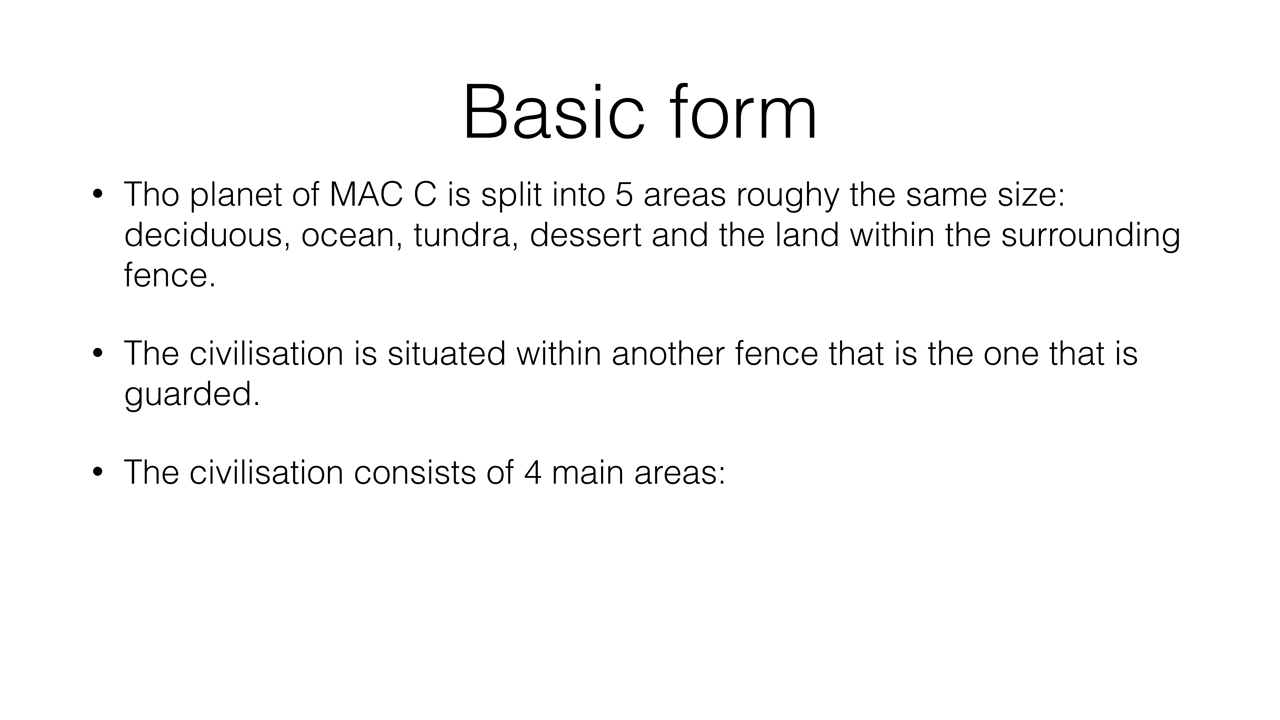 Basic form
• Tho planet of MAC C is split into 5 areas roughy the same size:
deciduous, ocean, tundra, dessert and the land within the surrounding
fence.
• The civilisation is situated within another fence that is the one that is
guarded.
• The civilisation consists of 4 main areas: